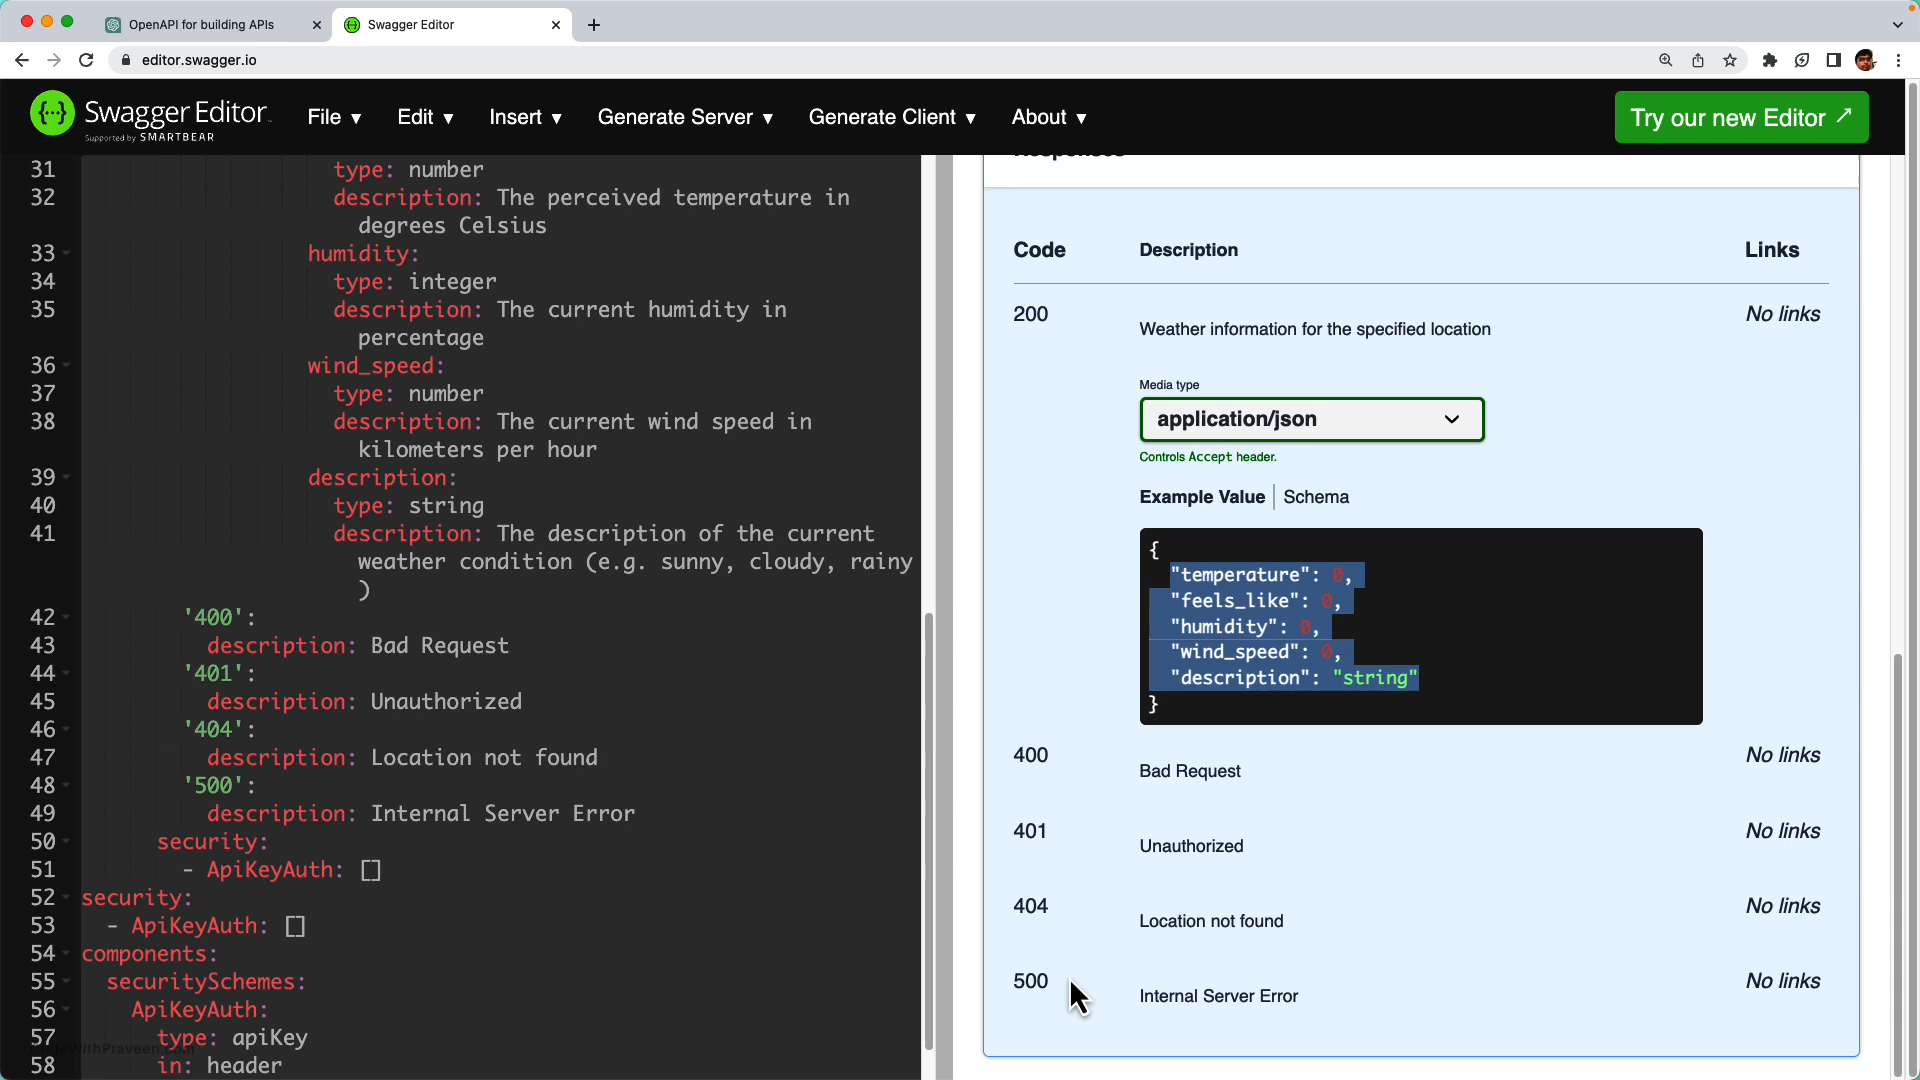 OpenAPI for building APIs
Swagger Editor
editor.swagger.io
Swagger Editor
Supported by SMARTBEAR
File
Edit
Insert
Generate Server
Generate Client
About
Try our new Editor
31 type: number
32 description: The perceived temperature in
degrees Celsius
33 humidity:
34 type: integer
35 description: The current humidity in
percentage
36 wind_speed:
37 type: number
38 description: The current wind speed in
kilometers per hour
39 description:
40 type: string
41 description: The description of the current
weather condition (e.g. sunny, cloudy, rainy
)
42 '400':
43 description: Bad Request
44 '401':
45 description: Unauthorized
46 '404':
47 description: Location not found
48 '500':
49 description: Internal Server Error
50 security:
51 - ApiKeyAuth: []
52 security:
53 - ApiKeyAuth: []
54 components:
55 securitySchemes:
56 ApiKeyAuth:
57 type: apiKey
58 in: header
Responses
Code Description Links
200 No links
Weather information for the specified location
Media type
application/json
Controls Accept header.
Example Value Schema
{
"temperature": 0,
"feels_like": 0,
"humidity": 0,
"wind_speed": 0,
"description": "string"
}
400 No links
Bad Request
401 No links
Unauthorized
404 No links
Location not found
500 No links
Internal Server Error